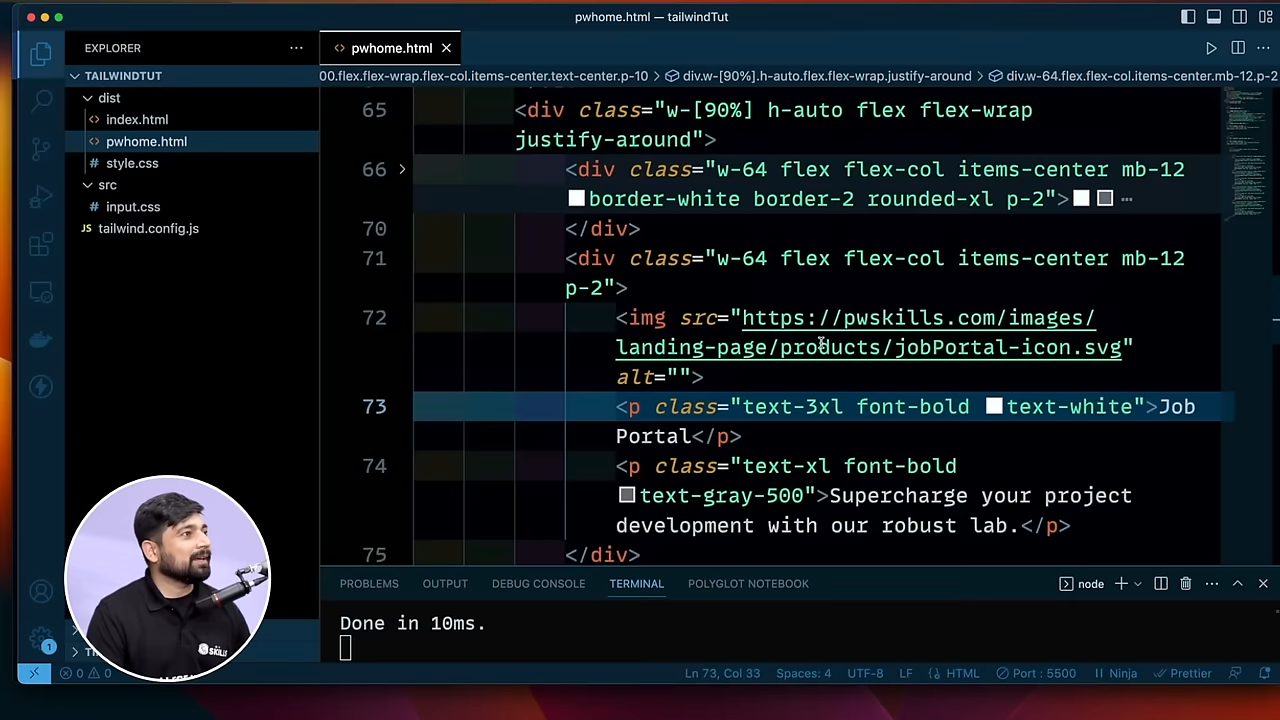 pwhome.html — tailwindTut
EXPLORER
pwhome.html
TAILWINDTUT
00.flex.flex-wrap.flex-col.items-center.text-center.p-10 > div.w-[90%].h-auto.flex.flex-wrap.justify-around > div.w-64.flex.flex-col.items-center.mb-12.p-2
dist
index.html
pwhome.html
style.css
src
input.css
tailwind.config.js
65 <div class="w-[90%] h-auto flex flex-wrap
justify-around">
66 <div class="w-64 flex flex-col items-center mb-12
border-white border-2 rounded-xl p-2"> …
70 </div>
71 <div class="w-64 flex flex-col items-center mb-12
p-2">
72 <img src="https://pwskills.com/images/
landing-page/products/jobPortal-icon.svg"
alt="">
73 <p class="text-3xl font-bold text-white">Job
Portal</p>
74 <p class="text-xl font-bold
text-gray-500">Supercharge your project
development with our robust lab.</p>
75 </div>
PROBLEMS OUTPUT DEBUG CONSOLE TERMINAL POLYGLOT NOTEBOOK node
Done in 10ms.
SKILLS
1
0 0 Ln 73, Col 33 Spaces: 4 UTF-8 LF HTML Port : 5500 Ninja Prettier